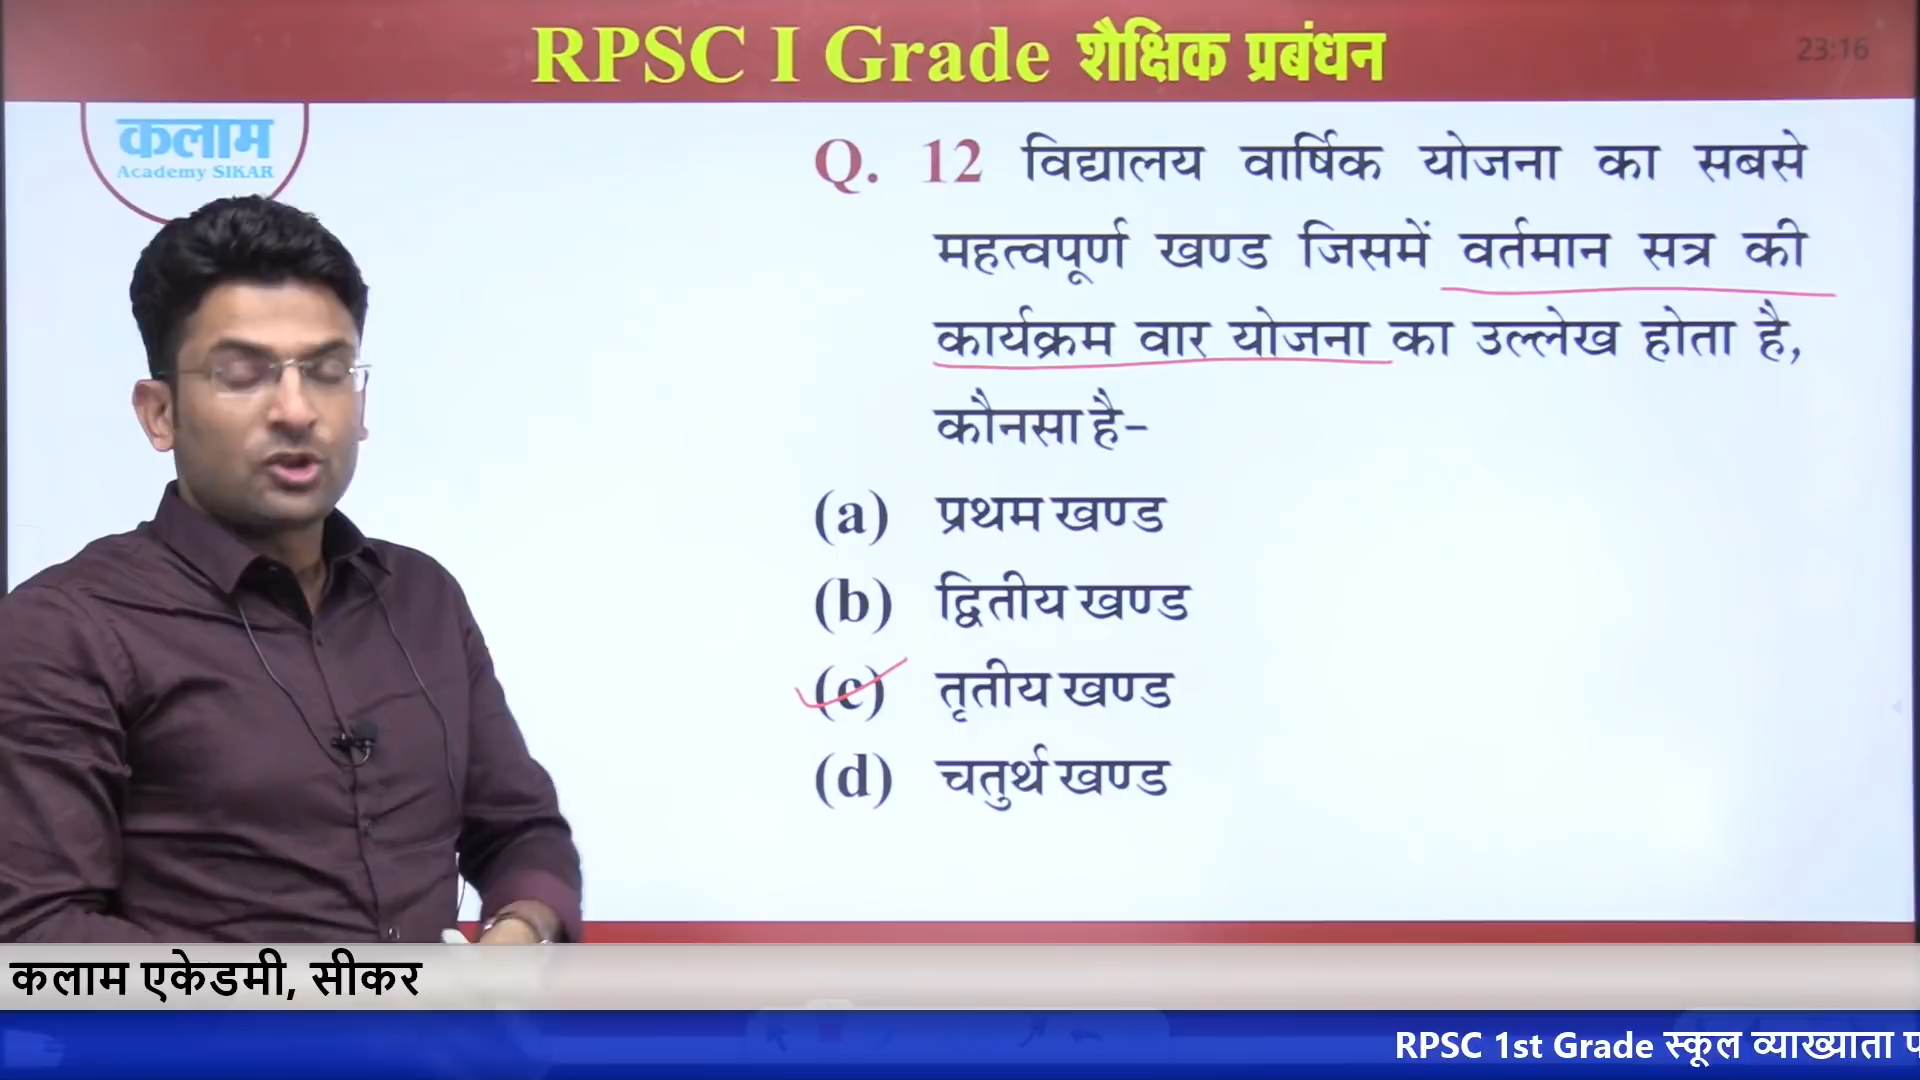 RPSC I Grade शैक्षिक प्रबंधन
23:16
कलाम
Academy SIKAR
Q. 12 विद्यालय वार्षिक योजना का सबसे
महत्वपूर्ण खण्ड जिसमें वर्तमान सत्र की
कार्यक्रम वार योजना का उल्लेख होता है,
कौनसा है-
(a) प्रथम खण्ड
(b) द्वितीय खण्ड
(c) तृतीय खण्ड
(d) चतुर्थ खण्ड
कलाम एकेडमी, सीकर
RPSC 1st Grade स्कूल व्याख्याता